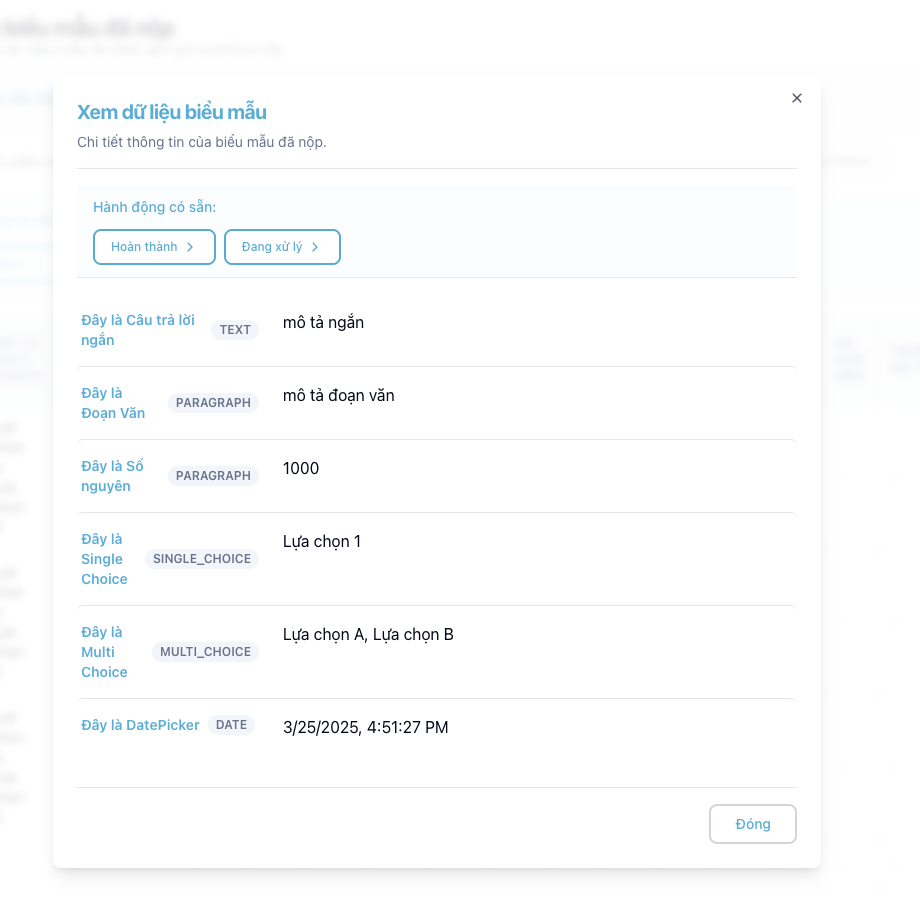 Xem dữ liệu biểu mẫu
Chi tiết thông tin của biểu mẫu đã nộp.
Hành động có sẵn:
Hoàn thành
Đang xử lý
Đây là Câu trả lời
ngắn
TEXT
mô tả ngắn
Đây là
Đoạn Văn
PARAGRAPH
mô tả đoạn văn
Đây là Số
nguyên
PARAGRAPH
1000
Đây là
Single
Choice
SINGLE_CHOICE
Lựa chọn 1
Đây là
Multi
Choice
MULTI_CHOICE
Lựa chọn A, Lựa chọn B
Đây là DatePicker
DATE
3/25/2025, 4:51:27 PM
Đóng